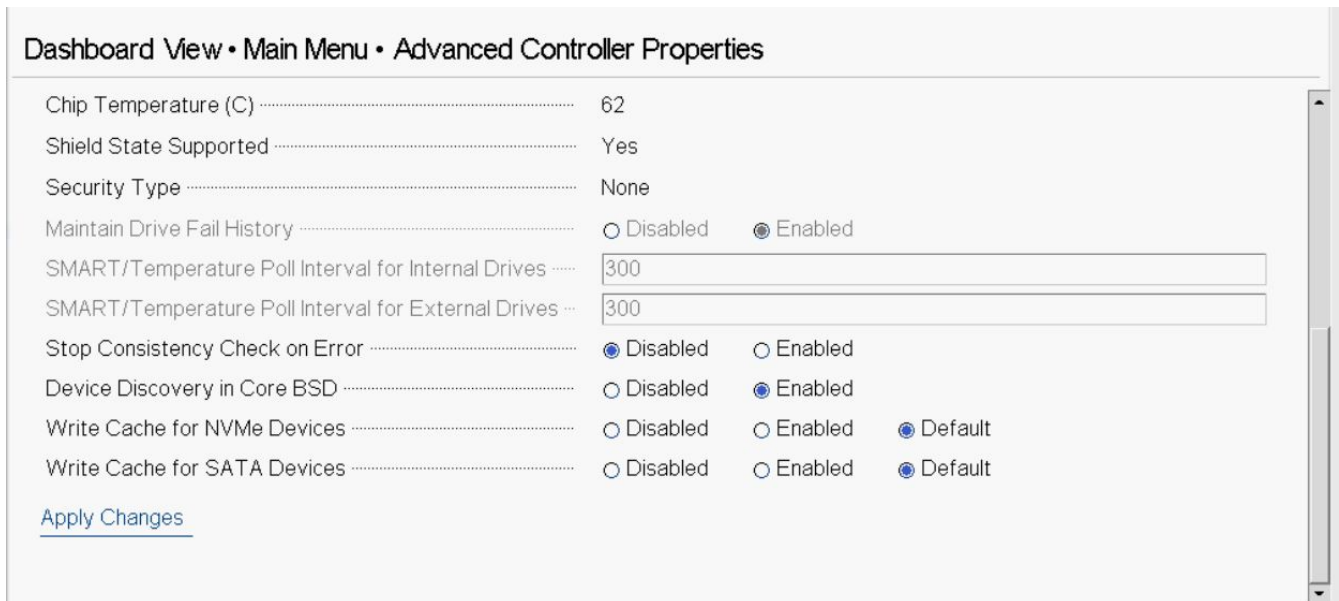 Dashboard View • Main Menu • Advanced Controller Properties
Chip Temperature (C) 62
Shield State Supported Yes
Security Type None
Maintain Drive Fail History Disabled Enabled
SMART/Temperature Poll Interval for Internal Drives 300
SMART/Temperature Poll Interval for External Drives 300
Stop Consistency Check on Error Disabled Enabled
Device Discovery in Core BSD Disabled Enabled
Write Cache for NVMe Devices Disabled Enabled Default
Write Cache for SATA Devices Disabled Enabled Default
Apply Changes